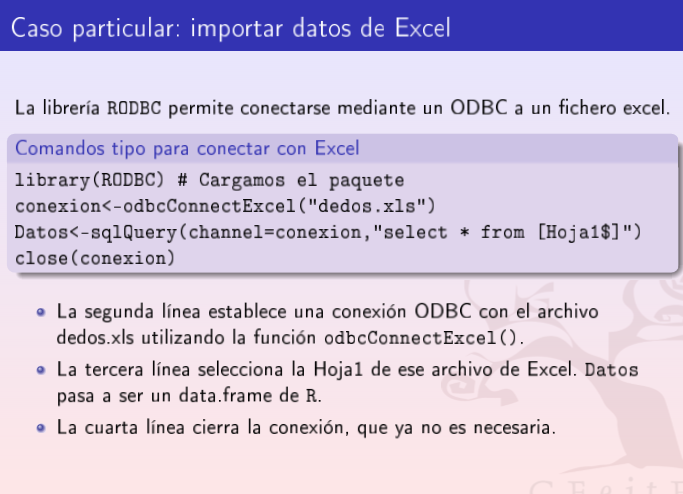 Caso particular: importar datos de Excel
La librería RODBC permite conectarse mediante un ODBC a un fichero excel.
Comandos tipo para conectar con Excel
library(RODBC) # Cargamos el paquete
conexion<-odbcConnectExcel("dedos.xls")
Datos<-sqlQuery(channel=conexion,"select * from [Hoja1$]")
close(conexion)
La segunda línea establece una conexión ODBC con el archivo
dedos.xls utilizando la función odbcConnectExcel().
La tercera línea selecciona la Hoja1 de ese archivo de Excel. Datos
pasa a ser un data.frame de R.
La cuarta línea cierra la conexión, que ya no es necesaria.